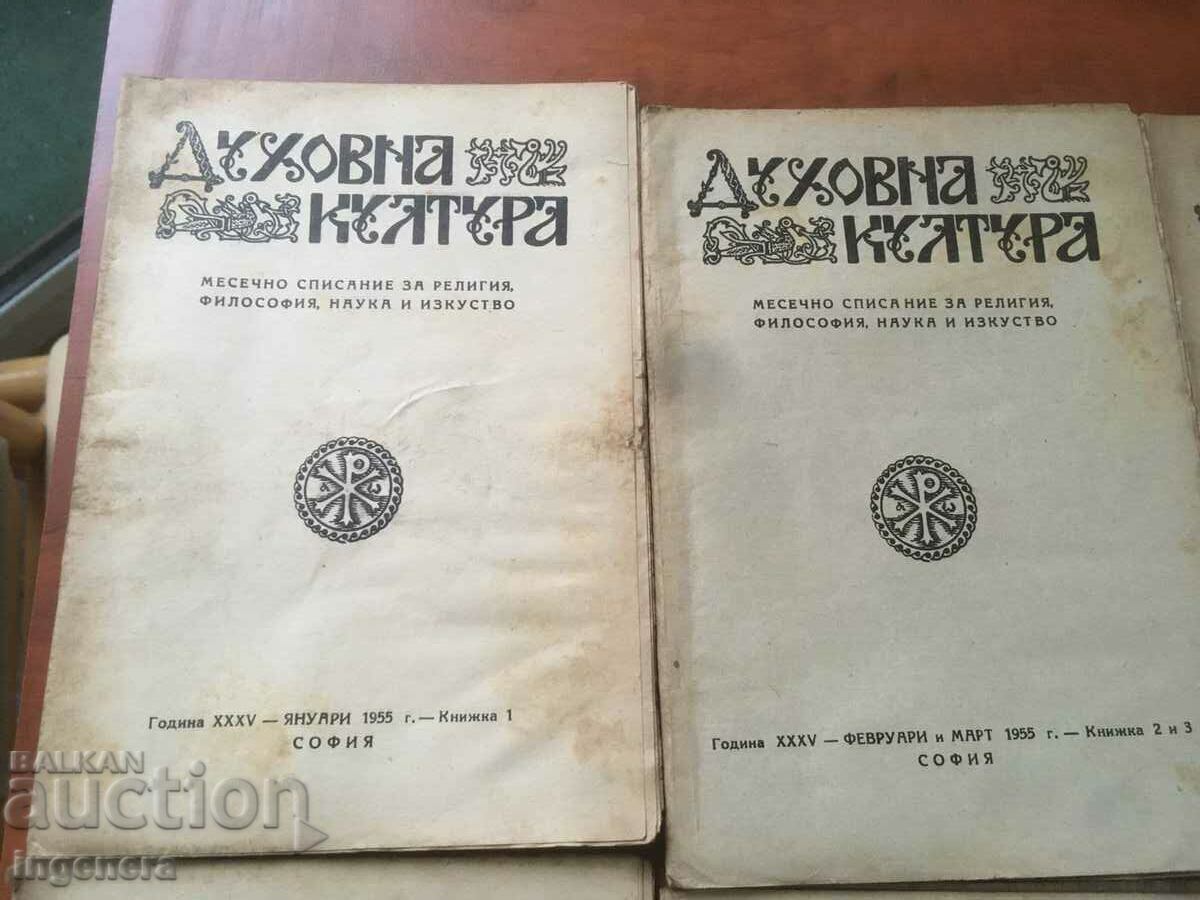 ДУХОВНА
КУЛТУРА
МЕСЕЧНО СПИСАНИЕ ЗА РЕЛИГИЯ,
ФИЛОСОФИЯ, НАУКА И ИЗКУСТВО
Година XXXV — ЯНУАРИ 1955 г. — Книжка 1
СОФИЯ
ДУХОВНА
КУЛТУРА
МЕСЕЧНО СПИСАНИЕ ЗА РЕЛИГИЯ,
ФИЛОСОФИЯ, НАУКА И ИЗКУСТВО
Година XXXV — ФЕВРУАРИ и МАРТ 1955 г. — Книжка 2 и 3
СОФИЯ
BALKAN
auction
ingenera